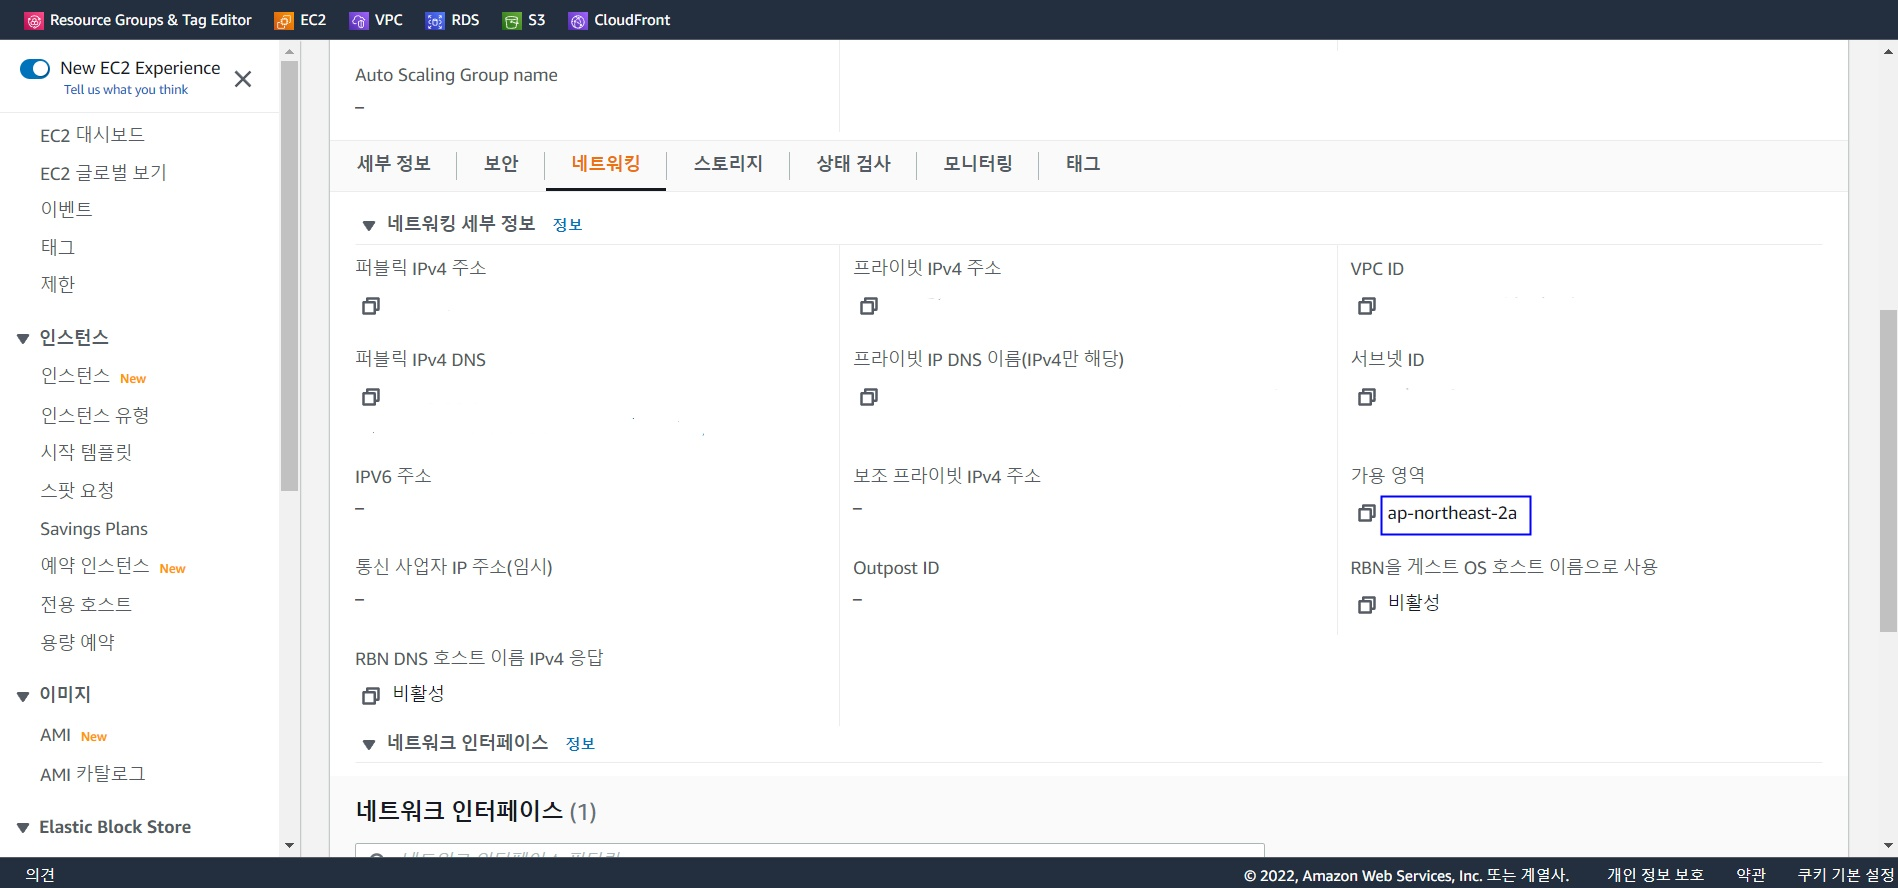 Resource Groups & Tag Editor EC2 VPC RDS S3 CloudFront
New EC2 Experience
Tell us what you think
EC2 대시보드
EC2 글로벌 보기
이벤트
태그
제한
인스턴스
인스턴스 New
인스턴스 유형
시작 템플릿
스팟 요청
Savings Plans
예약 인스턴스 New
전용 호스트
용량 예약
이미지
AMI New
AMI 카탈로그
Elastic Block Store
Auto Scaling Group name
–
세부 정보 보안 네트워킹 스토리지 상태 검사 모니터링 태그
네트워킹 세부 정보 정보
퍼블릭 IPv4 주소 프라이빗 IPv4 주소 VPC ID
퍼블릭 IPv4 DNS 프라이빗 IP DNS 이름(IPv4만 해당) 서브넷 ID
IPV6 주소 보조 프라이빗 IPv4 주소 가용 영역
– – ap-northeast-2a
통신 사업자 IP 주소(임시) Outpost ID RBN을 게스트 OS 호스트 이름으로 사용
– – 비활성
RBN DNS 호스트 이름 IPv4 응답
비활성
네트워크 인터페이스 정보
네트워크 인터페이스 (1)
의견 © 2022, Amazon Web Services, Inc. 또는 계열사. 개인 정보 보호 약관 쿠키 기본 설정